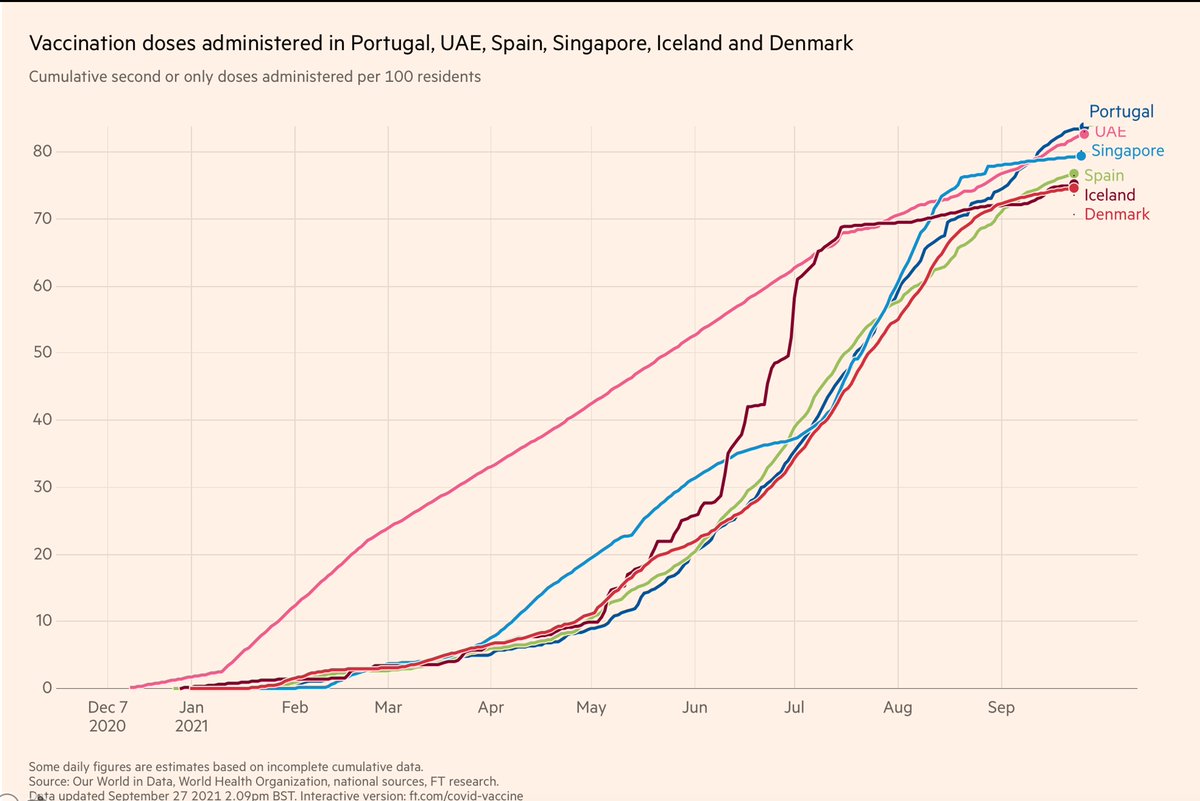 Vaccination doses administered in Portugal, UAE, Spain, Singapore, Iceland and Denmark
Cumulative second or only doses administered per 100 residents
Portugal
UAE
Singapore
Spain
Iceland
Denmark
80
70
60
50
40
30
20
10
0
Dec 7
2020
Jan
2021
Feb
Mar
Apr
May
Jun
Jul
Aug
Sep
Some daily figures are estimates based on incomplete cumulative data.
Source: Our World in Data, World Health Organization, national sources, FT research.
Data updated September 27 2021 2.09pm BST. Interactive version: ft.com/covid-vaccine